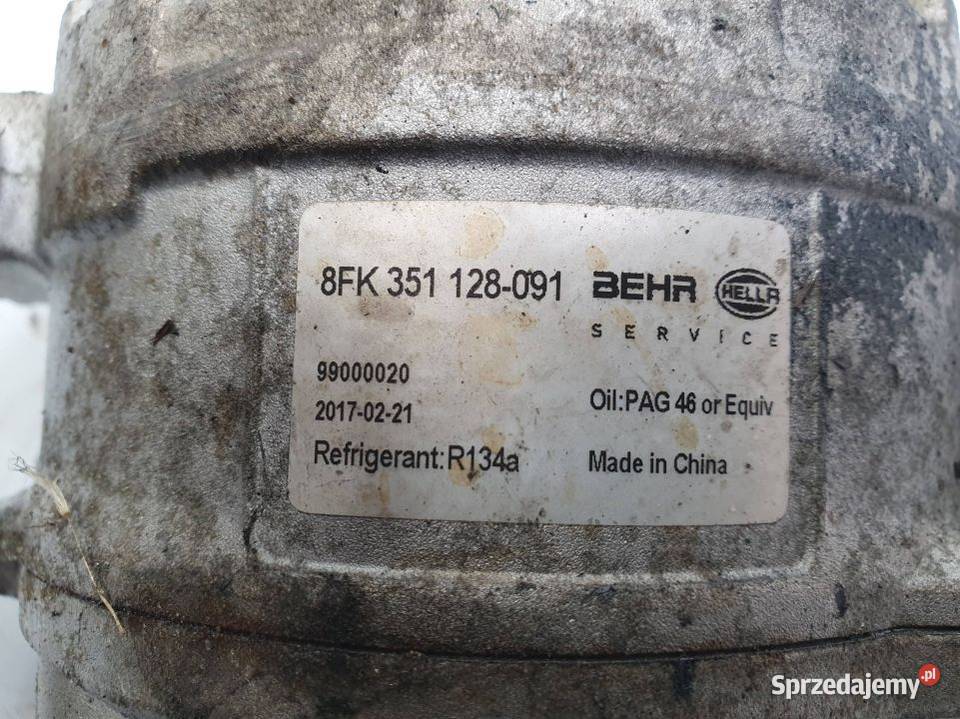 8FK 351 128-091 BEHR HELLA
SERVICE
99000020
2017-02-21 Oil:PAG 46 or Equiv
Refrigerant:R134a Made in China
Sprzedajemy.pl